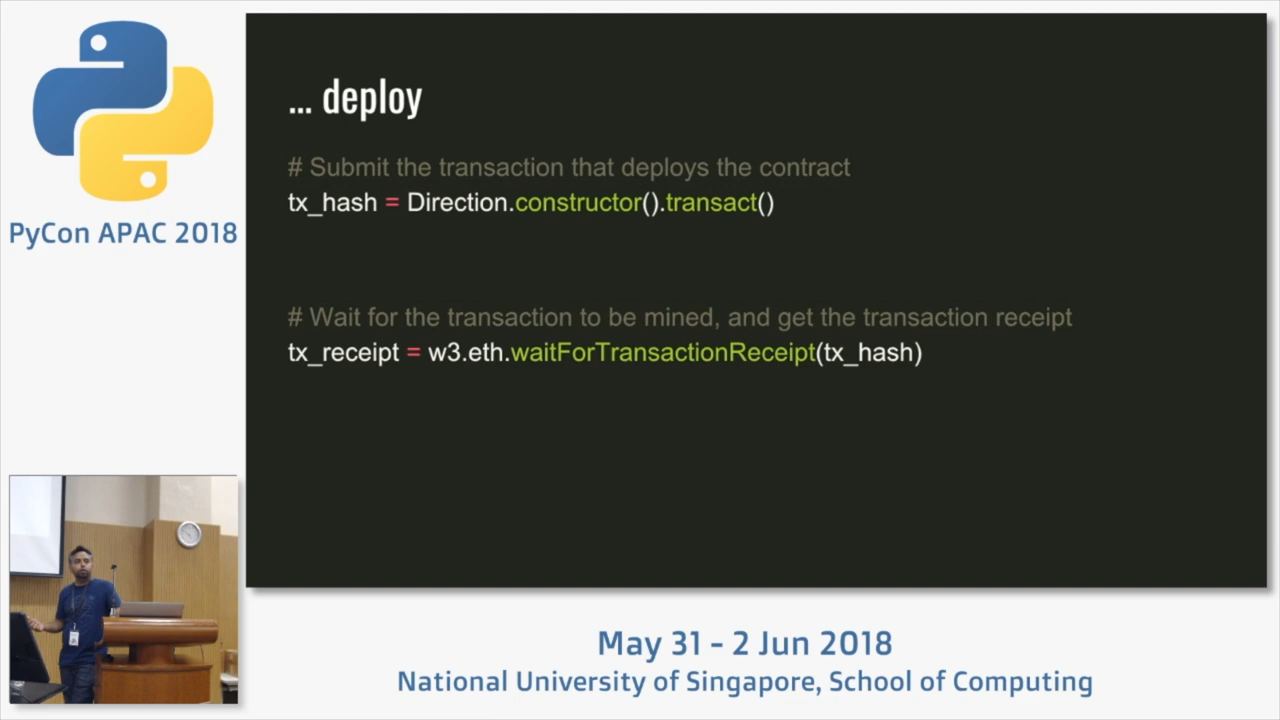 PyCon APAC 2018
... deploy
# Submit the transaction that deploys the contract
tx_hash = Direction.constructor().transact()
# Wait for the transaction to be mined, and get the transaction receipt
tx_receipt = w3.eth.waitForTransactionReceipt(tx_hash)
May 31 - 2 Jun 2018
National University of Singapore, School of Computing